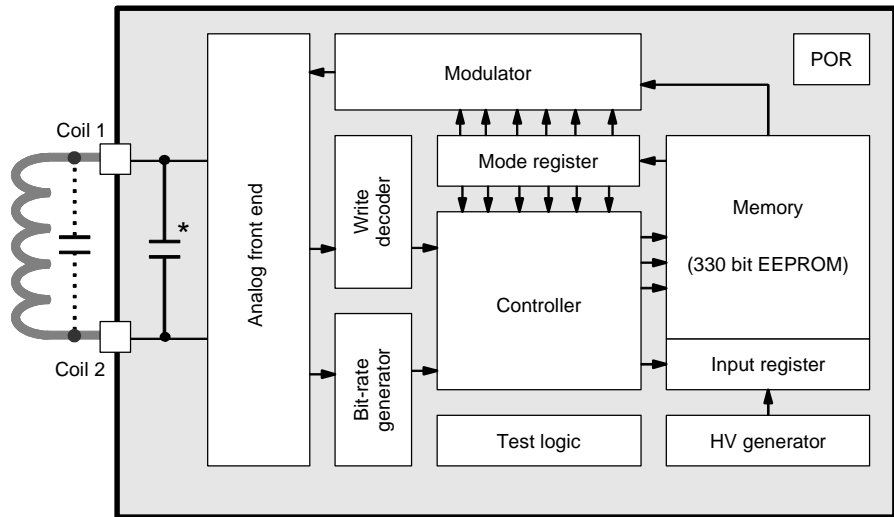 POR
Modulator
Coil 1
Mode register
*
Write
decoder
Memory
(330 bit EEPROM)
Analog front end
Controller
Coil 2
Bit-rate
generator
Input register
Test logic
HV generator